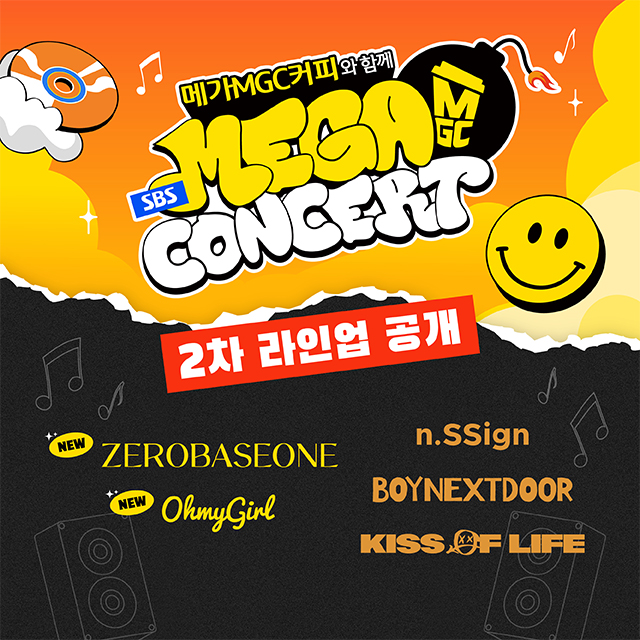 메가MGC커피와 함께
MEGA
M
GC
SBS
CONCERT
2차 라인업 공개
NEW ZEROBASEONE
NEW OhmyGirl
n.SSign
BOYNEXTDOOR
KISS OF LIFE